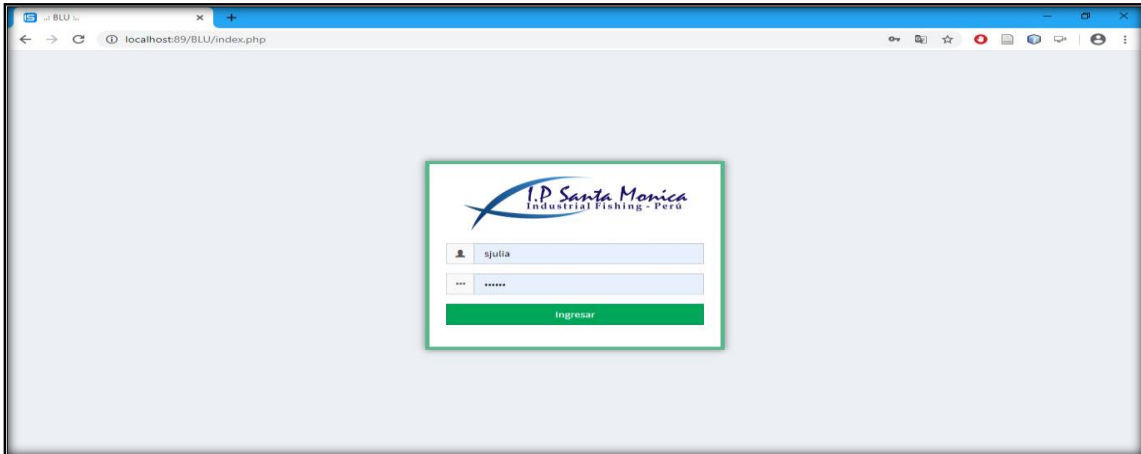 ..: BLU :..
localhost:89/BLU/index.php
I.P Santa Monica
Industrial Fishing - Perú
sjulia
Ingresar